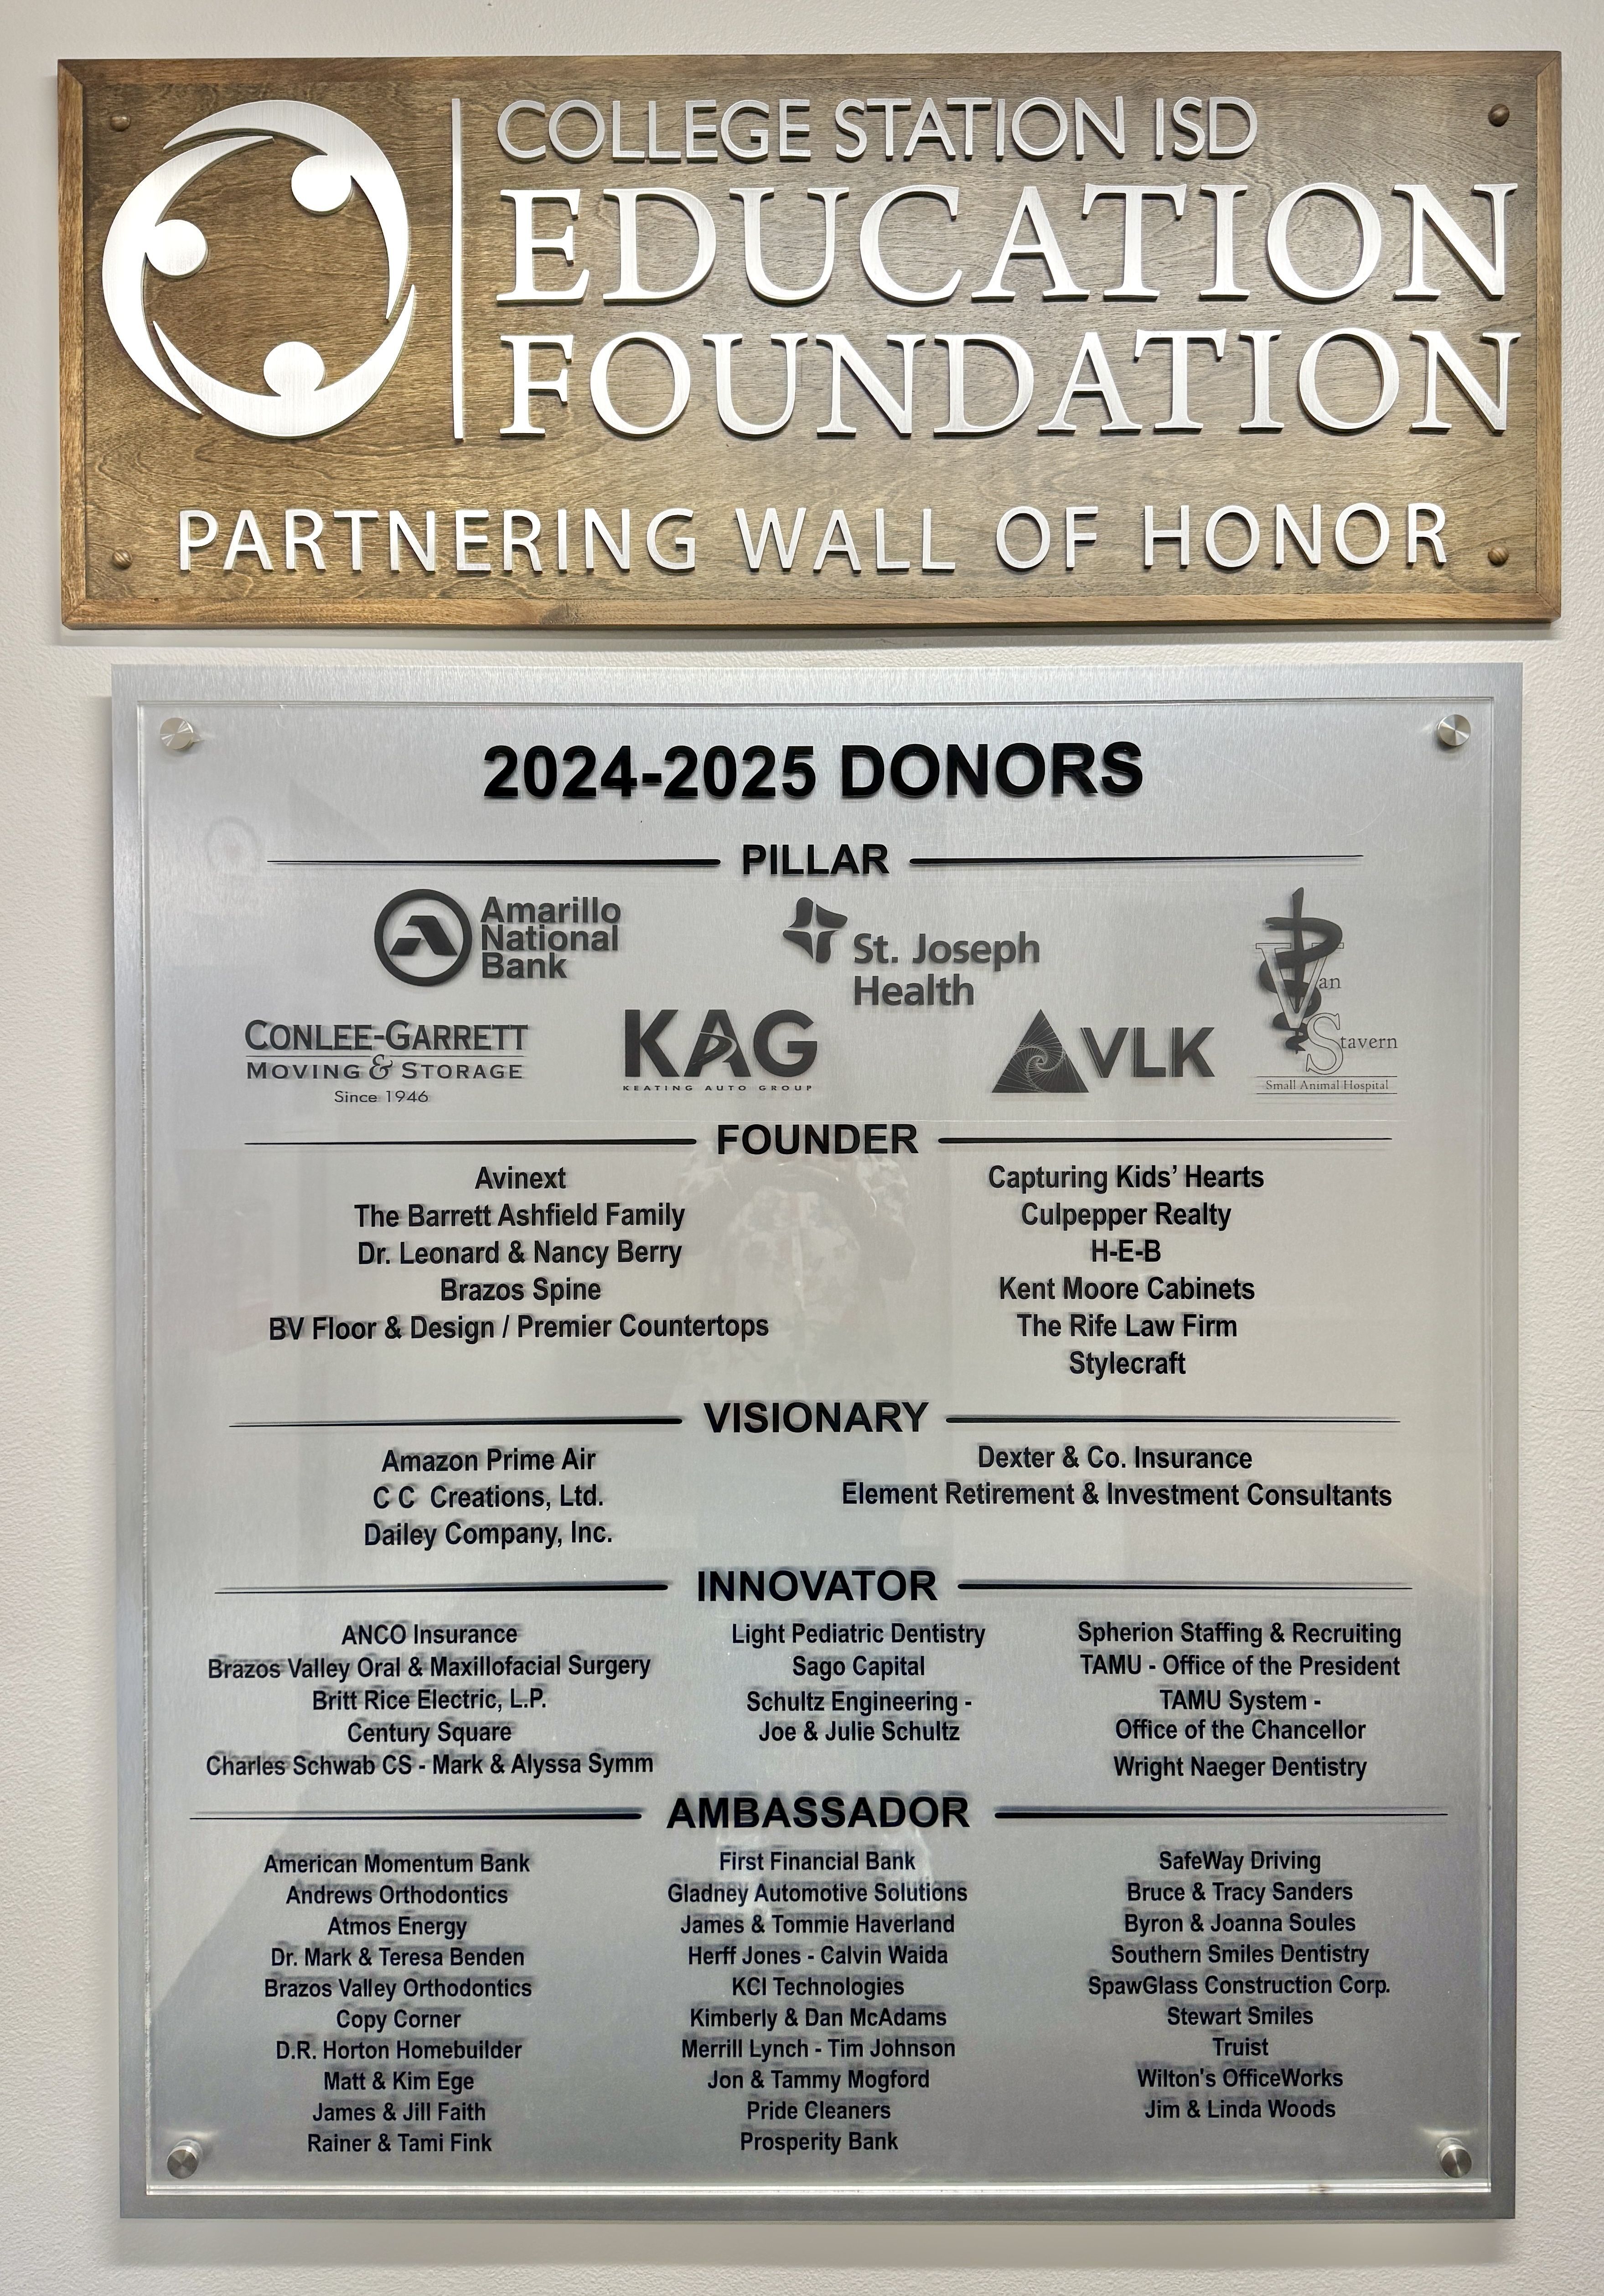 COLLEGE STATION ISD
EDUCATION
FOUNDATION
PARTNERING WALL OF HONOR
2024-2025 DONORS
PILLAR
Amarillo
National
Bank
St. Joseph
Health
Van
Stavern
Small Animal Hospital
CONLEE-GARRETT
MOVING & STORAGE
Since 1946
KAG
KEATING AUTO GROUP
VLK
FOUNDER
Avinext
The Barrett Ashfield Family
Dr. Leonard & Nancy Berry
Brazos Spine
BV Floor & Design / Premier Countertops
Capturing Kids’ Hearts
Culpepper Realty
H-E-B
Kent Moore Cabinets
The Rife Law Firm
Stylecraft
VISIONARY
Amazon Prime Air
C C Creations, Ltd.
Dailey Company, Inc.
Dexter & Co. Insurance
Element Retirement & Investment Consultants
INNOVATOR
ANCO Insurance
Brazos Valley Oral & Maxillofacial Surgery
Britt Rice Electric, L.P.
Century Square
Charles Schwab CS - Mark & Alyssa Symm
Light Pediatric Dentistry
Sago Capital
Schultz Engineering -
Joe & Julie Schultz
Spherion Staffing & Recruiting
TAMU - Office of the President
TAMU System -
Office of the Chancellor
Wright Naeger Dentistry
AMBASSADOR
American Momentum Bank
Andrews Orthodontics
Atmos Energy
Dr. Mark & Teresa Benden
Brazos Valley Orthodontics
Copy Corner
D.R. Horton Homebuilder
Matt & Kim Ege
James & Jill Faith
Rainer & Tami Fink
First Financial Bank
Gladney Automotive Solutions
James & Tommie Haverland
Herff Jones - Calvin Waida
KCI Technologies
Kimberly & Dan McAdams
Merrill Lynch - Tim Johnson
Jon & Tammy Mogford
Pride Cleaners
Prosperity Bank
SafeWay Driving
Bruce & Tracy Sanders
Byron & Joanna Soules
Southern Smiles Dentistry
SpawGlass Construction Corp.
Stewart Smiles
Truist
Wilton's OfficeWorks
Jim & Linda Woods